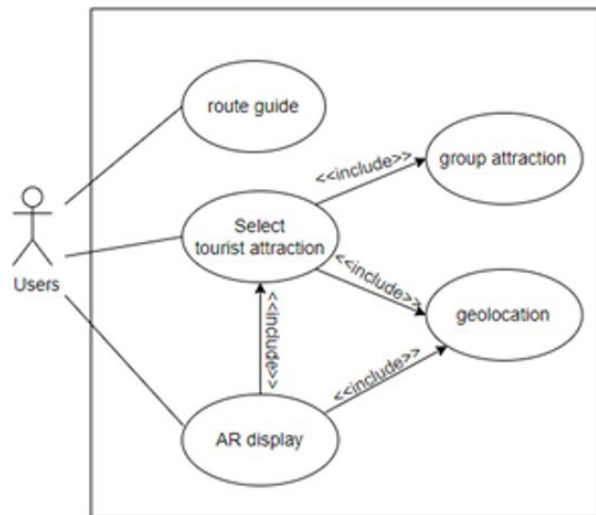 route guide
<<include>>
group attraction
Select
tourist attraction
Users
<<include>>
geolocation
<<include>>
<<include>>
AR display